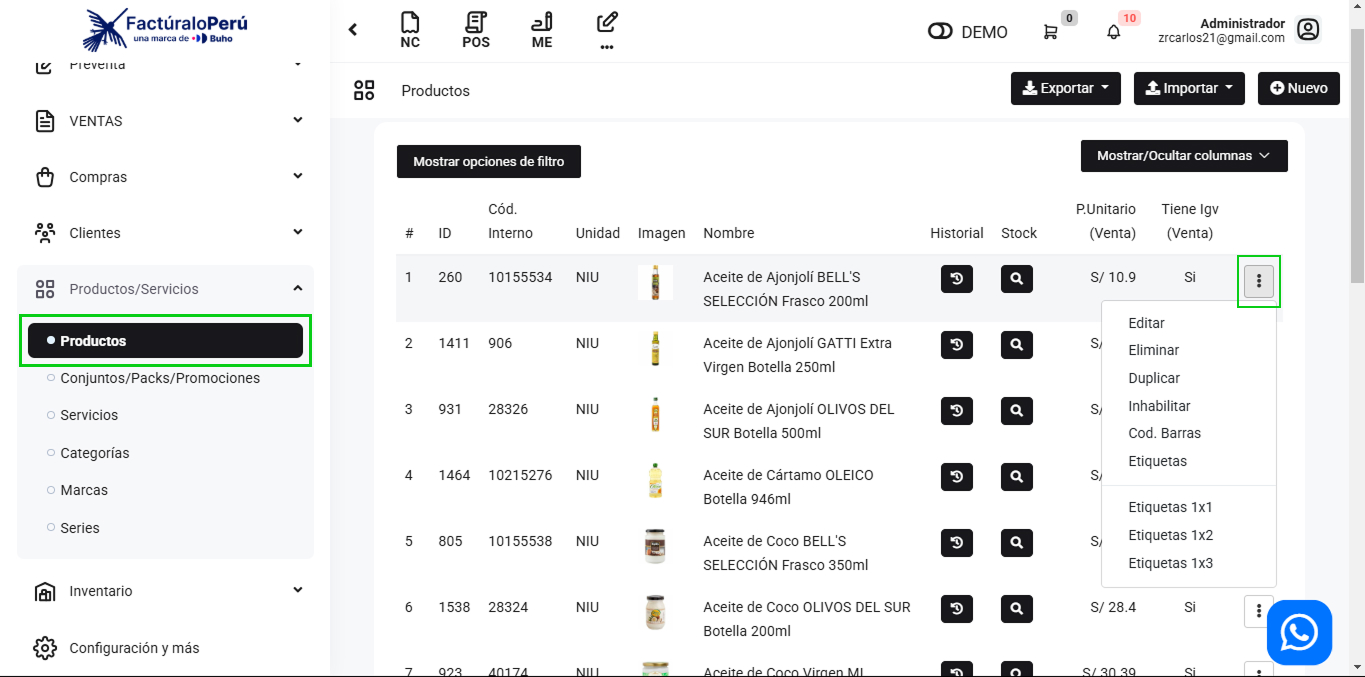 FactúraloPerú
una marca de Buho
NC
POS
ME
...
DEMO
0
10
Administrador
zrcarlos21@gmail.com
Preventa
VENTAS
Compras
Clientes
Productos/Servicios
Productos
Conjuntos/Packs/Promociones
Servicios
Categorías
Marcas
Series
Inventario
Configuración y más
Productos
Exportar
Importar
Nuevo
Mostrar opciones de filtro
Mostrar/Ocultar columnas
# ID Cód. Interno Unidad Imagen Nombre Historial Stock P.Unitario (Venta) Tiene Igv (Venta)
1 260 10155534 NIU Aceite de Ajonjolí BELL'S S/ 10.9 Si
SELECCIÓN Frasco 200ml
2 1411 906 NIU Aceite de Ajonjolí GATTI Extra S/
Virgen Botella 250ml
3 931 28326 NIU Aceite de Ajonjolí OLIVOS DEL S/
SUR Botella 500ml
4 1464 10215276 NIU Aceite de Cártamo OLEICO S/
Botella 946ml
5 805 10155538 NIU Aceite de Coco BELL'S S/
SELECCIÓN Frasco 350ml
6 1538 28324 NIU Aceite de Coco OLIVOS DEL SUR S/ 28.4 Si
Botella 200ml
7 923 40174 NIU Aceite de Coco Virgen MI S/ 30.39 Si
Editar
Eliminar
Duplicar
Inhabilitar
Cod. Barras
Etiquetas
Etiquetas 1x1
Etiquetas 1x2
Etiquetas 1x3